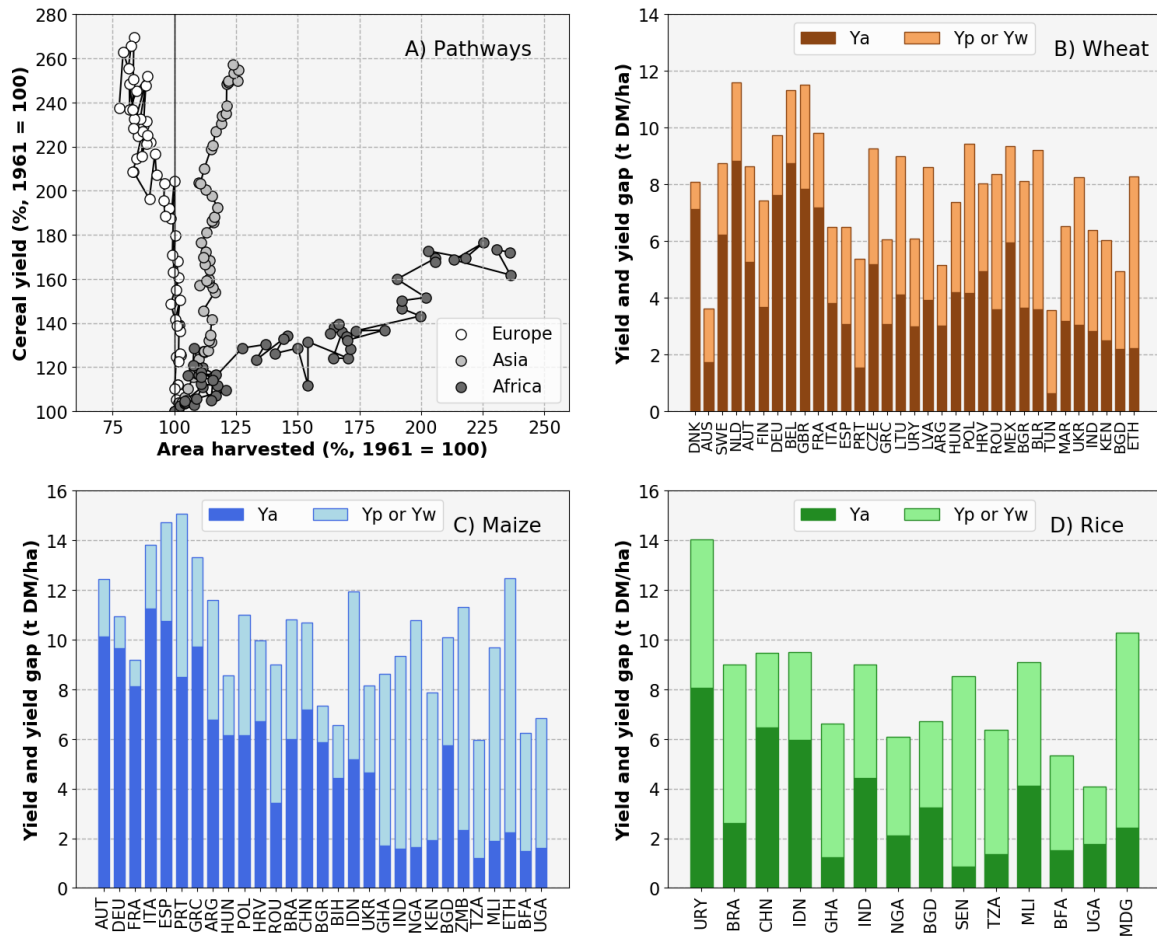 A) Pathways
280
260
240
220
200
180
160
140
120
100
Cereal yield (%, 1961 = 100)
Europe
Asia
Africa
75 100 125 150 175 200 225 250
Area harvested (%, 1961 = 100)
B) Wheat
Ya Yp or Yw
14
12
10
8
6
4
2
0
Yield and yield gap (t DM/ha)
DNK AUS SWE NLD AUT FIN DEU BEL GBR FRA ITA ESP PRT CZE GRC LTU URY LVA ARG HUN POL HRV ROU MEX BGR BLR TUN MAR UKR IND KEN BGD ETH
C) Maize
Ya Yp or Yw
16
14
12
10
8
6
4
2
0
Yield and yield gap (t DM/ha)
AUT DEU FRA ITA ESP PRT GRC ARG HUN POL HRV ROU BRA CHN BGR BIH IDN UKR GHA IND NGA KEN BGD ZMB TZA MLI ETH BFA UGA
D) Rice
Ya Yp or Yw
16
14
12
10
8
6
4
2
0
Yield and yield gap (t DM/ha)
URY BRA CHN IDN GHA IND NGA BGD SEN TZA MLI BFA UGA MDG